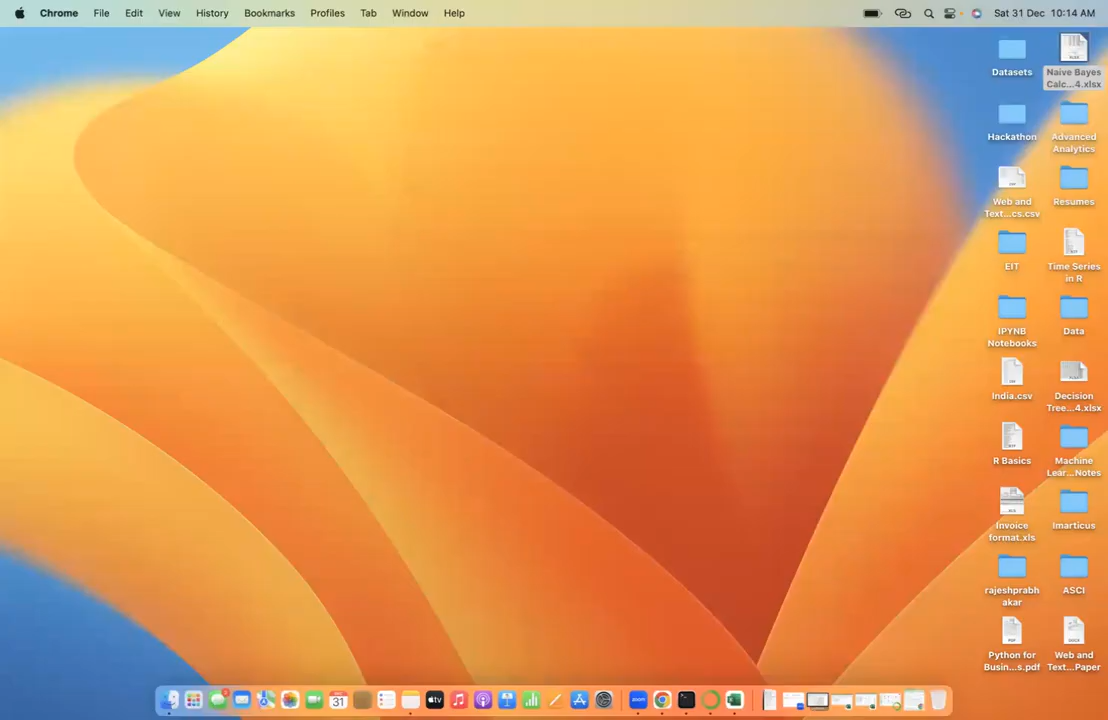 Chrome File Edit View History Bookmarks Profiles Tab Window Help Sat 31 Dec 10:14 AM
Datasets
Naive Bayes
Calc...4.xlsx
Hackathon
Advanced
Analytics
Web and
Text...cs.csv
Resumes
EIT
Time Series
in R
IPYNB
Notebooks
Data
India.csv
Decision
Tree...4.xlsx
R Basics
Machine
Lear...Notes
Invoice
format.xls
Imarticus
rajeshprabh
akar
ASCI
Python for
Busin...s.pdf
Web and
Text...Paper
31
tv
zoom